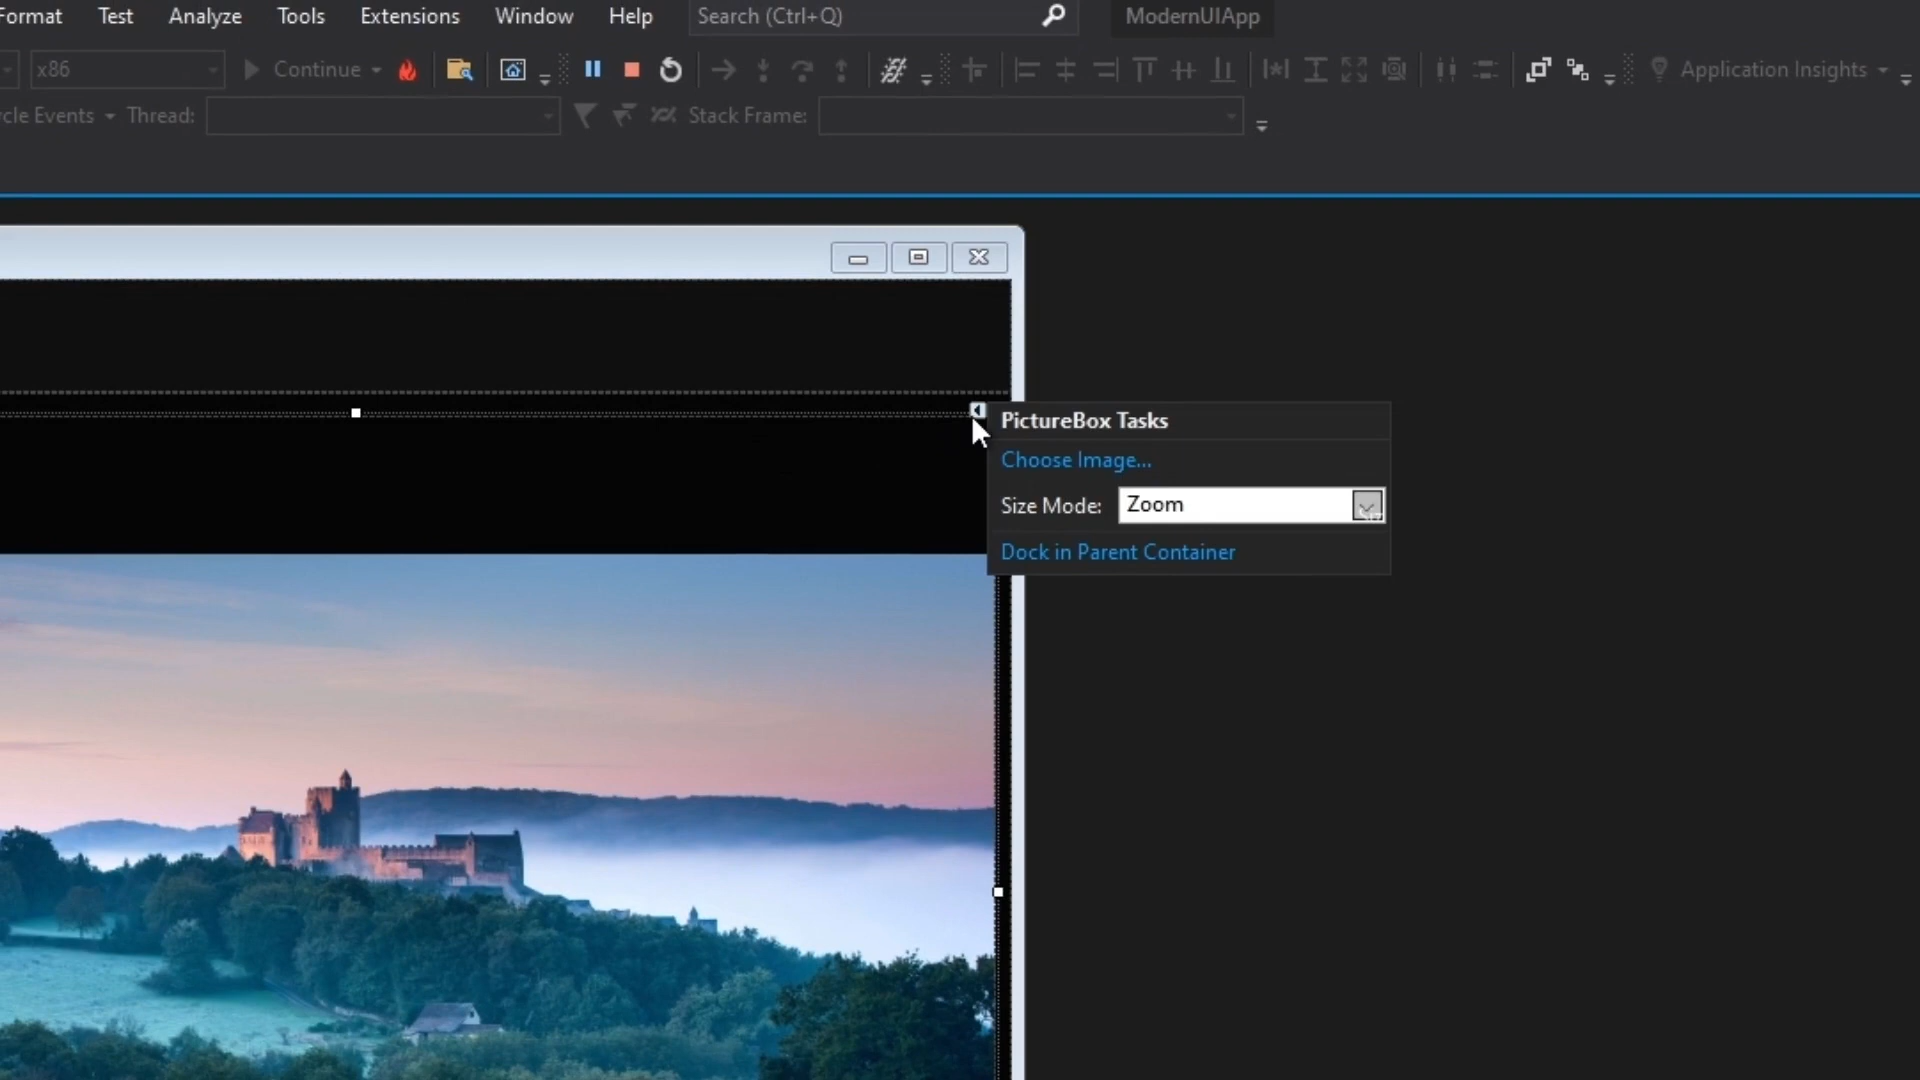 Format Test Analyze Tools Extensions Window Help Search (Ctrl+Q) ModernUIApp
x86 Continue Application Insights
cle Events Thread: Stack Frame:
PictureBox Tasks
Choose Image...
Size Mode: Zoom
Dock in Parent Container